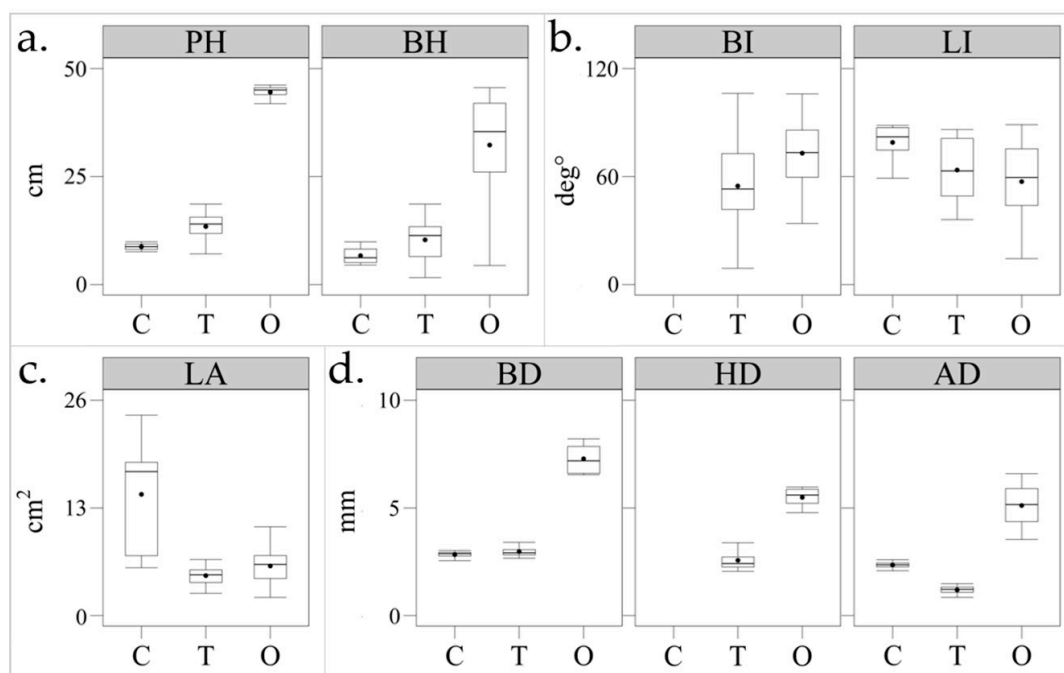 a.
PH BH
50
25
0
cm
C T O C T O
b.
BI LI
120
60
0
deg°
C T O C T O
c.
LA
26
13
0
cm²
C T O
d.
BD HD AD
10
5
0
mm
C T O C T O C T O